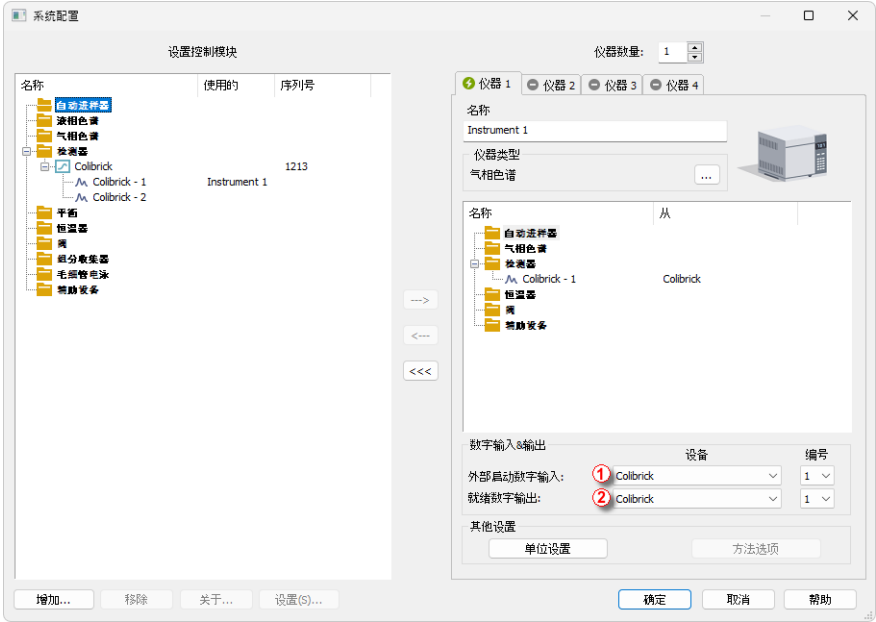 系统配置
设置控制模块
名称 使用的 序列号
自动进样器
液相色谱
气相色谱
检测器
Colibrick 1213
Colibrick - 1 Instrument 1
Colibrick - 2
平衡
恒温器
阀
组分收集器
毛细管电泳
辅助设备
--->
<---
<<<
仪器数量: 1
仪器 1 仪器 2 仪器 3 仪器 4
名称
Instrument 1
仪器类型
气相色谱 ...
名称 从
自动进样器
气相色谱
检测器
Colibrick - 1 Colibrick
恒温器
阀
辅助设备
数字输入&输出
设备 编号
外部启动数字输入: 1 Colibrick 1
就绪数字输出: 2 Colibrick 1
其他设置
单位设置 方法选项
增加... 移除 关于... 设置(S)... 确定 取消 帮助